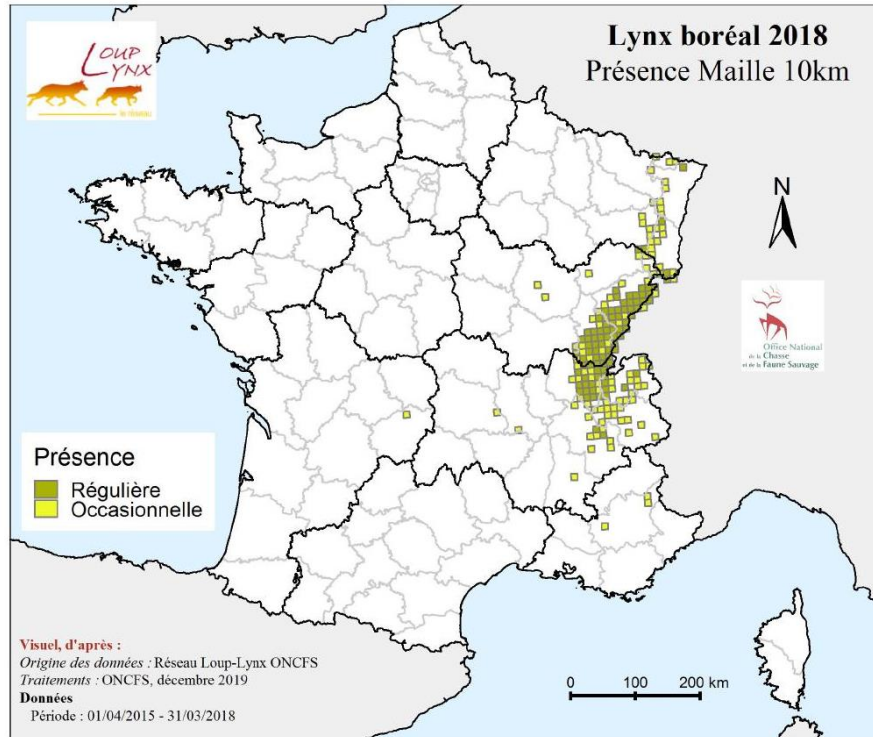 LOUP
LYNX
Lynx boréal 2018
Présence Maille 10km
N
Office National
de la Chasse
et de la Faune Sauvage
Présence
Régulière
Occasionnelle
Visuel, d'après :
Origine des données : Réseau Loup-Lynx ONCFS
Traitements : ONCFS, décembre 2019
Données
Période : 01/04/2015 - 31/03/2018
0 100 200 km